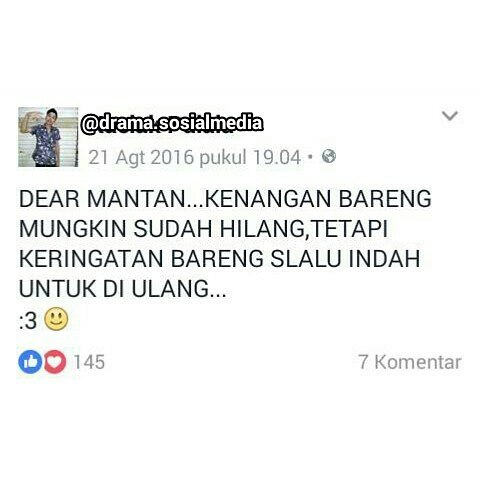 @drama.sosialmedia
21 Agt 2016 pukul 19.04 •
DEAR MANTAN...KENANGAN BARENG
MUNGKIN SUDAH HILANG,TETAPI
KERINGATAN BARENG SLALU INDAH
UNTUK DI ULANG...
:3 🙂
145
7 Komentar